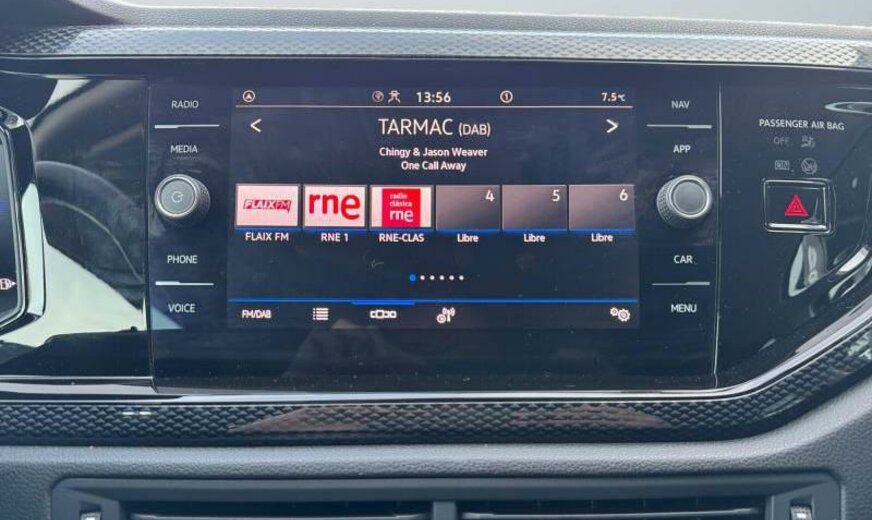 RADIO
MEDIA
PHONE
VOICE
13:56
1
7.5°C
< TARMAC (DAB) >
Chingy & Jason Weaver
One Call Away
FLAIXFM
rne
radio
clásica
rne
4
5
6
FLAIX FM
RNE 1
RNE-CLAS
Libre
Libre
Libre
FM/DAB
NAV
APP
CAR
MENU
PASSENGER AIR BAG
OFF